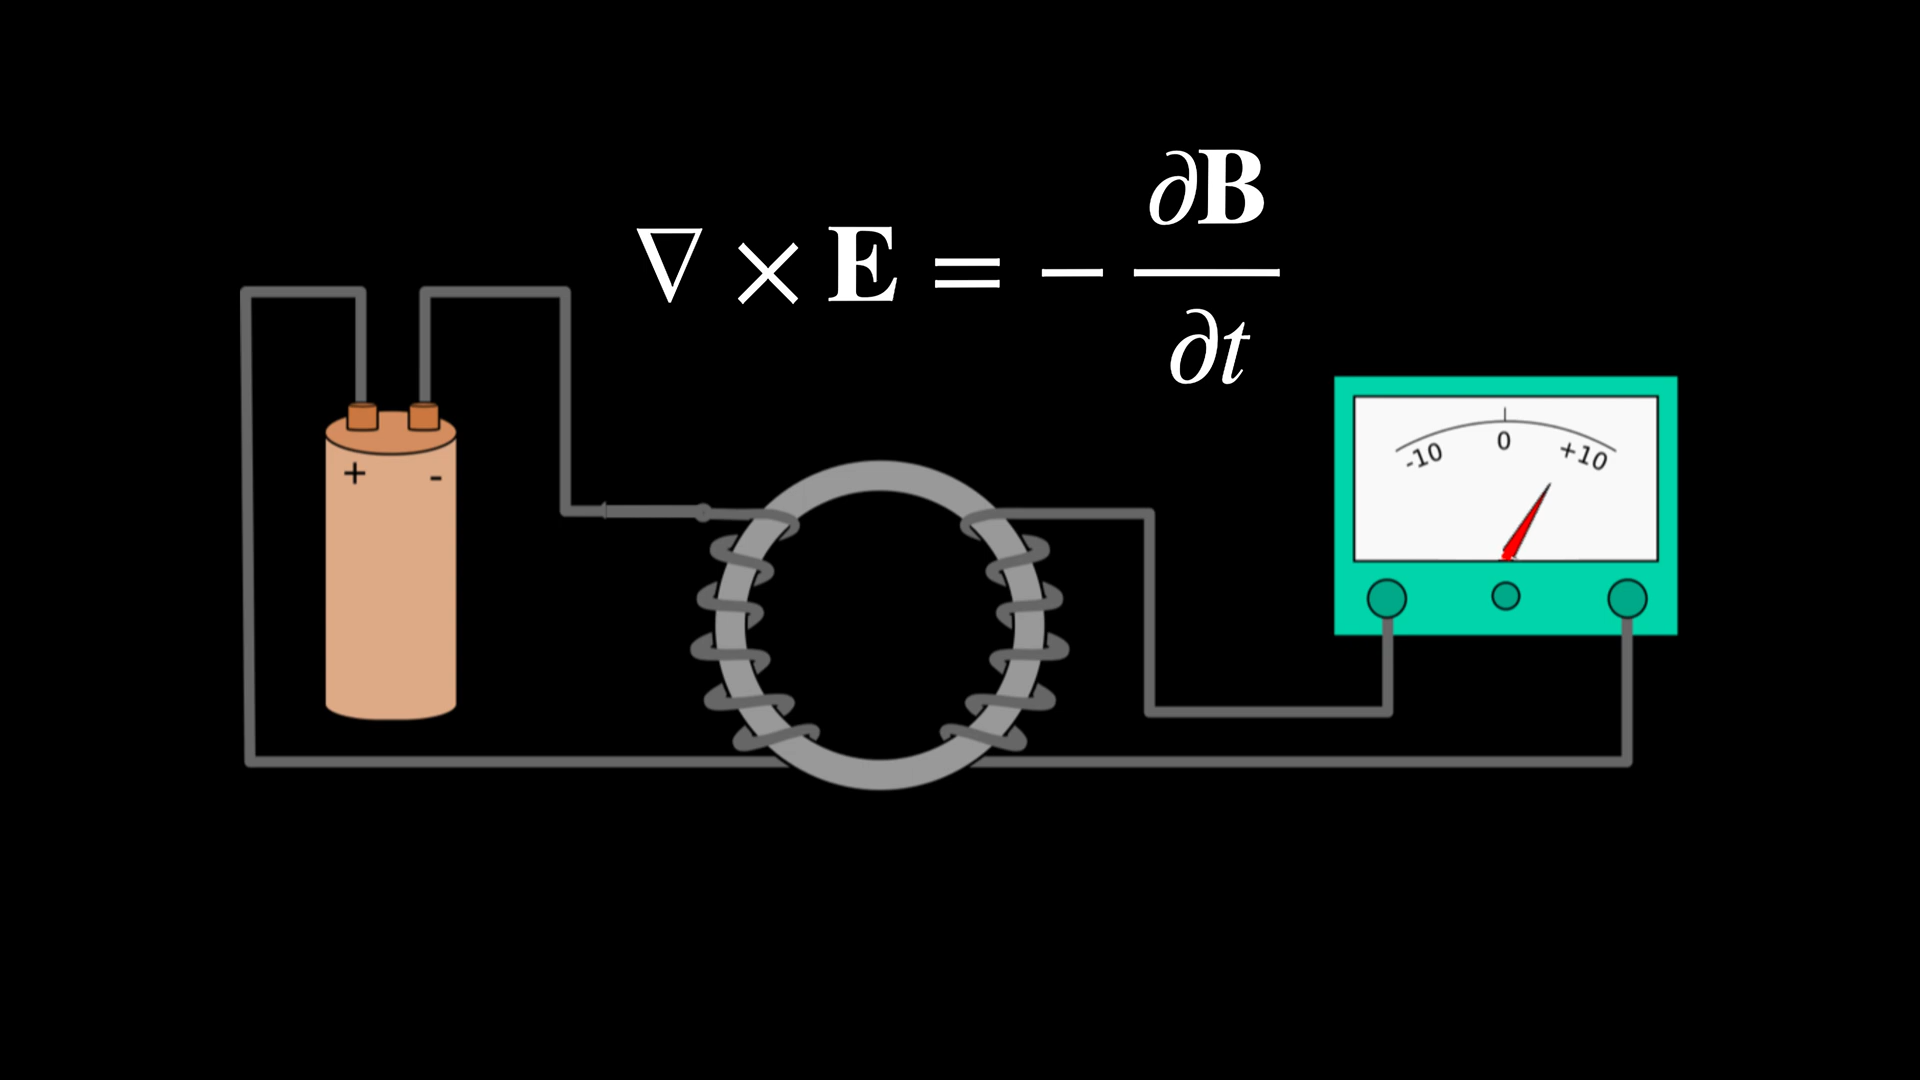 ∇ × E = − ∂B/∂t
+ -
-10 0 +10